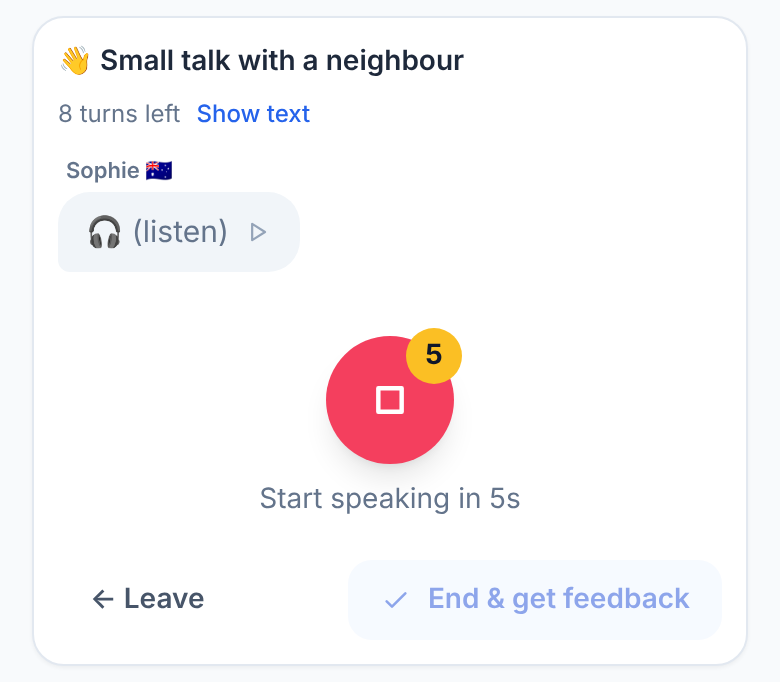 👋 Small talk with a neighbour
8 turns left Show text
Sophie 🇦🇺
🎧 (listen)
5
Start speaking in 5s
← Leave
✓ End & get feedback